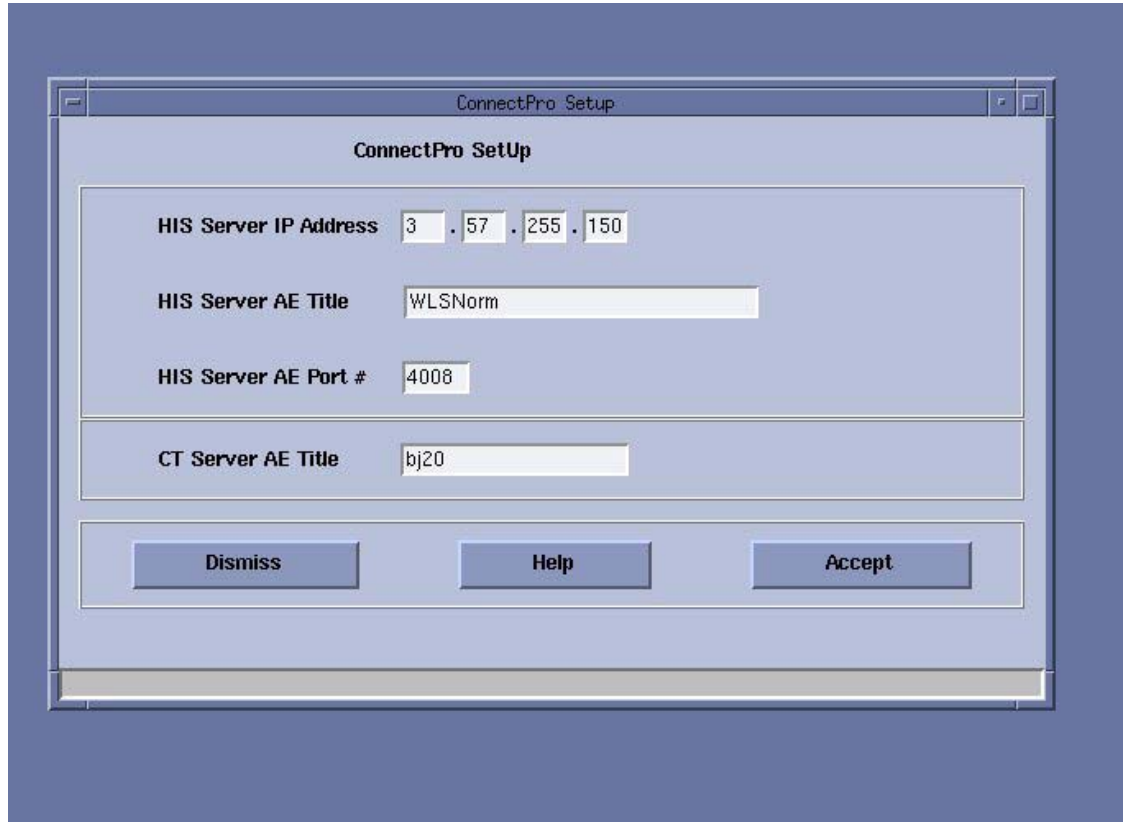 ConnectPro Setup
ConnectPro SetUp
HIS Server IP Address 3 . 57 . 255 . 150
HIS Server AE Title WLSNorm
HIS Server AE Port # 4008
CT Server AE Title bj20
Dismiss Help Accept